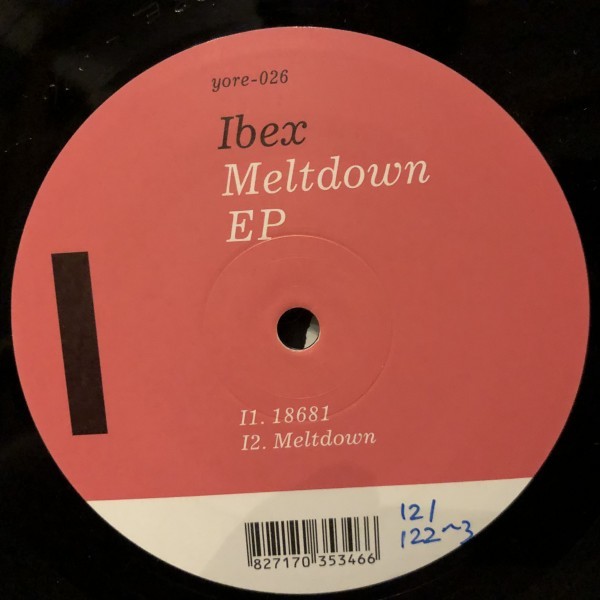 yore-026
Ibex
Meltdown
EP
I1. 18681
I2. Meltdown
827170 353466
121/
122~3